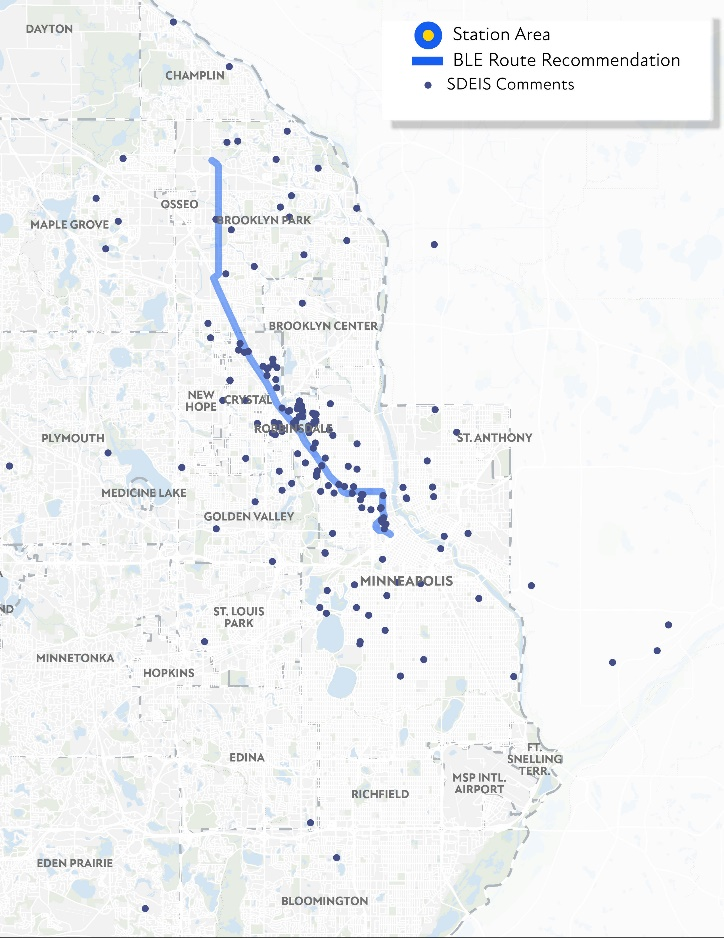 Station Area
BLE Route Recommendation
SDEIS Comments
DAYTON
CHAMPLIN
OSSEO
BROOKLYN PARK
MAPLE GROVE
BROOKLYN CENTER
NEW
HOPE
CRYSTAL
ROBBINSDALE
PLYMOUTH
ST. ANTHONY
MEDICINE LAKE
GOLDEN VALLEY
MINNEAPOLIS
ND
ST. LOUIS
PARK
MINNETONKA
HOPKINS
EDINA
FT.
SNELLING
TERR.
MSP INTL.
AIRPORT
RICHFIELD
EDEN PRAIRIE
BLOOMINGTON